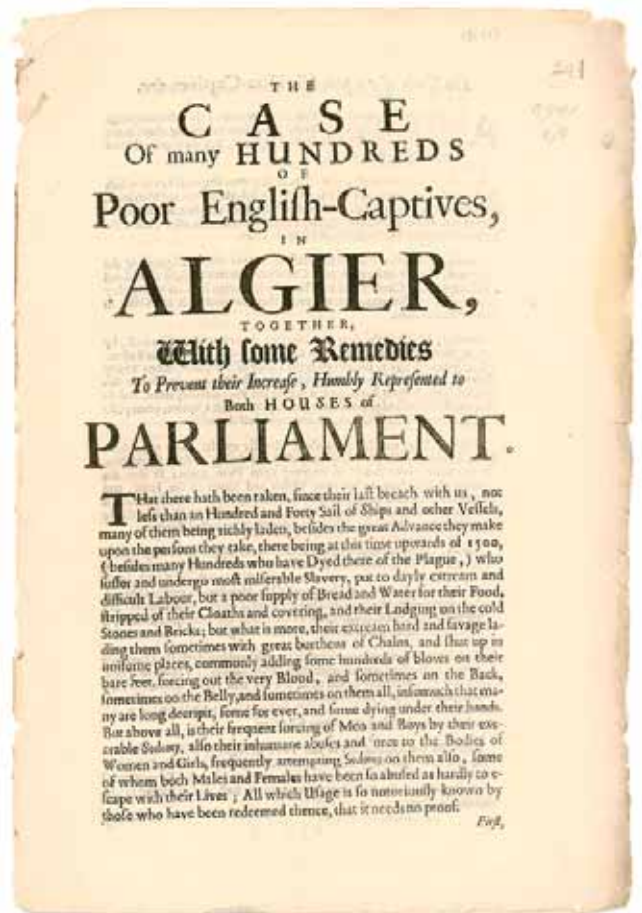 THE
CASE
Of many HUNDREDS
OF
Poor Engliſh-Captives,
IN
ALGIER,
TOGETHER,
With ſome Remedies
To Prevent their Increaſe, Humbly Repreſented to
Both HOUSES of
PARLIAMENT.
THat there hath been taken, ſince their laſt breach with us, not
leſs than an Hundred and Forty Sail of Ships and other Veſſels,
many of them being richly laden, beſides the great Advance they make
upon the perſons they take, there being at this time upwards of 1500,
(beſides many Hundreds who have Dyed there of the Plague,) who
ſuffer and undergo moſt miſerable Slavery, put to dayly extream and
difficult Labour, but a poor ſupply of Bread and Water for their Food,
ſtripped of their Cloaths and covering, and their Lodging on the cold
Stones and Bricks; but what is more, their extream hard and ſavage la-
ding them ſometimes with great burthens of Chains, and ſhut up in
places, commonly adding ſome hundreds of blows on their
bare feet, forcing out the very Blood, and ſometimes on the Back,
ſometimes on the Belly, and ſometimes on them all, inſomuch that ma-
ny are long decrepit, ſome for ever, and ſome dying under their hands.
But above all, is their frequent forcing of Men and Boys by their exe-
crable Sodomy, alſo their inhumane abuſes and to the Bodies of
Women and Girls, frequently attempting on them alſo, ſome
of whom both Males and Females have been ſo abuſed as hardly to e-
ſcape with their Lives; All which Uſage is ſo notoriouſly known by
thoſe who have been redeemed thence, that it needs no proof.
Firſt,